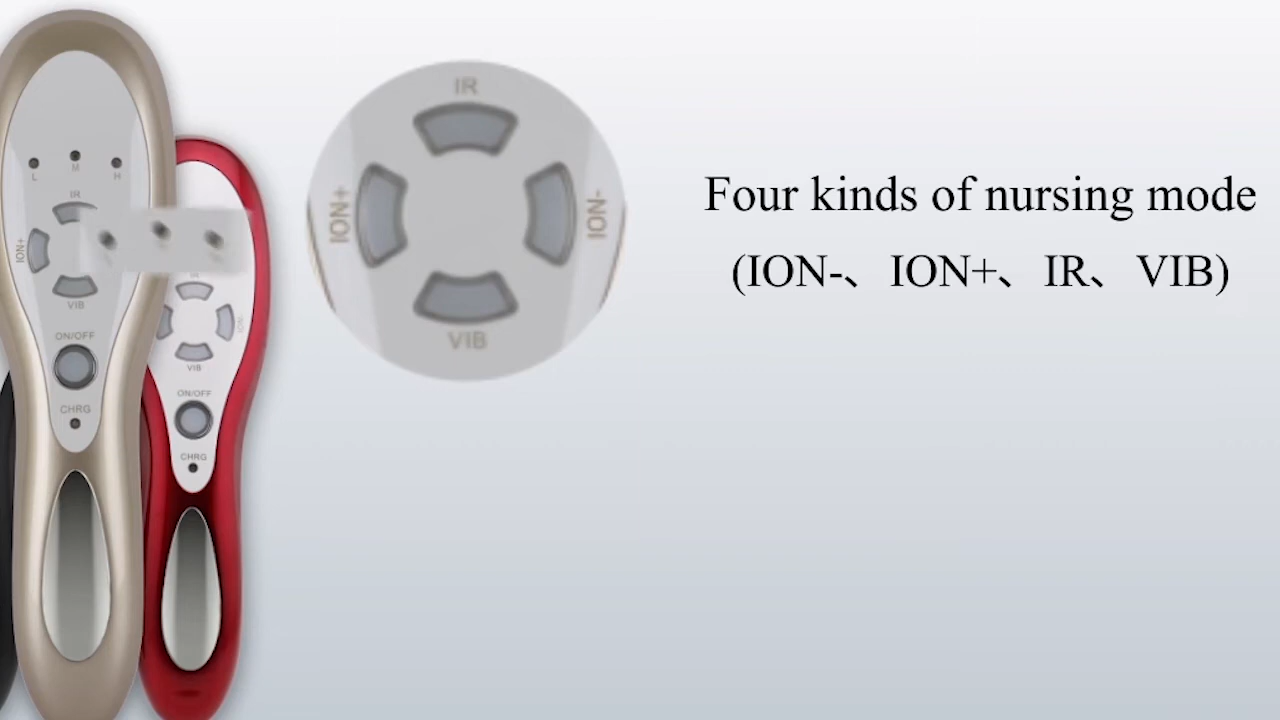 IR
ION+
ION-
VIB
Four kinds of nursing mode
(ION-、ION+、IR、VIB)
L M H
IR
ION+
VIB
ON/OFF
CHRG
IR
ION-
VIB
ON/OFF
CHRG